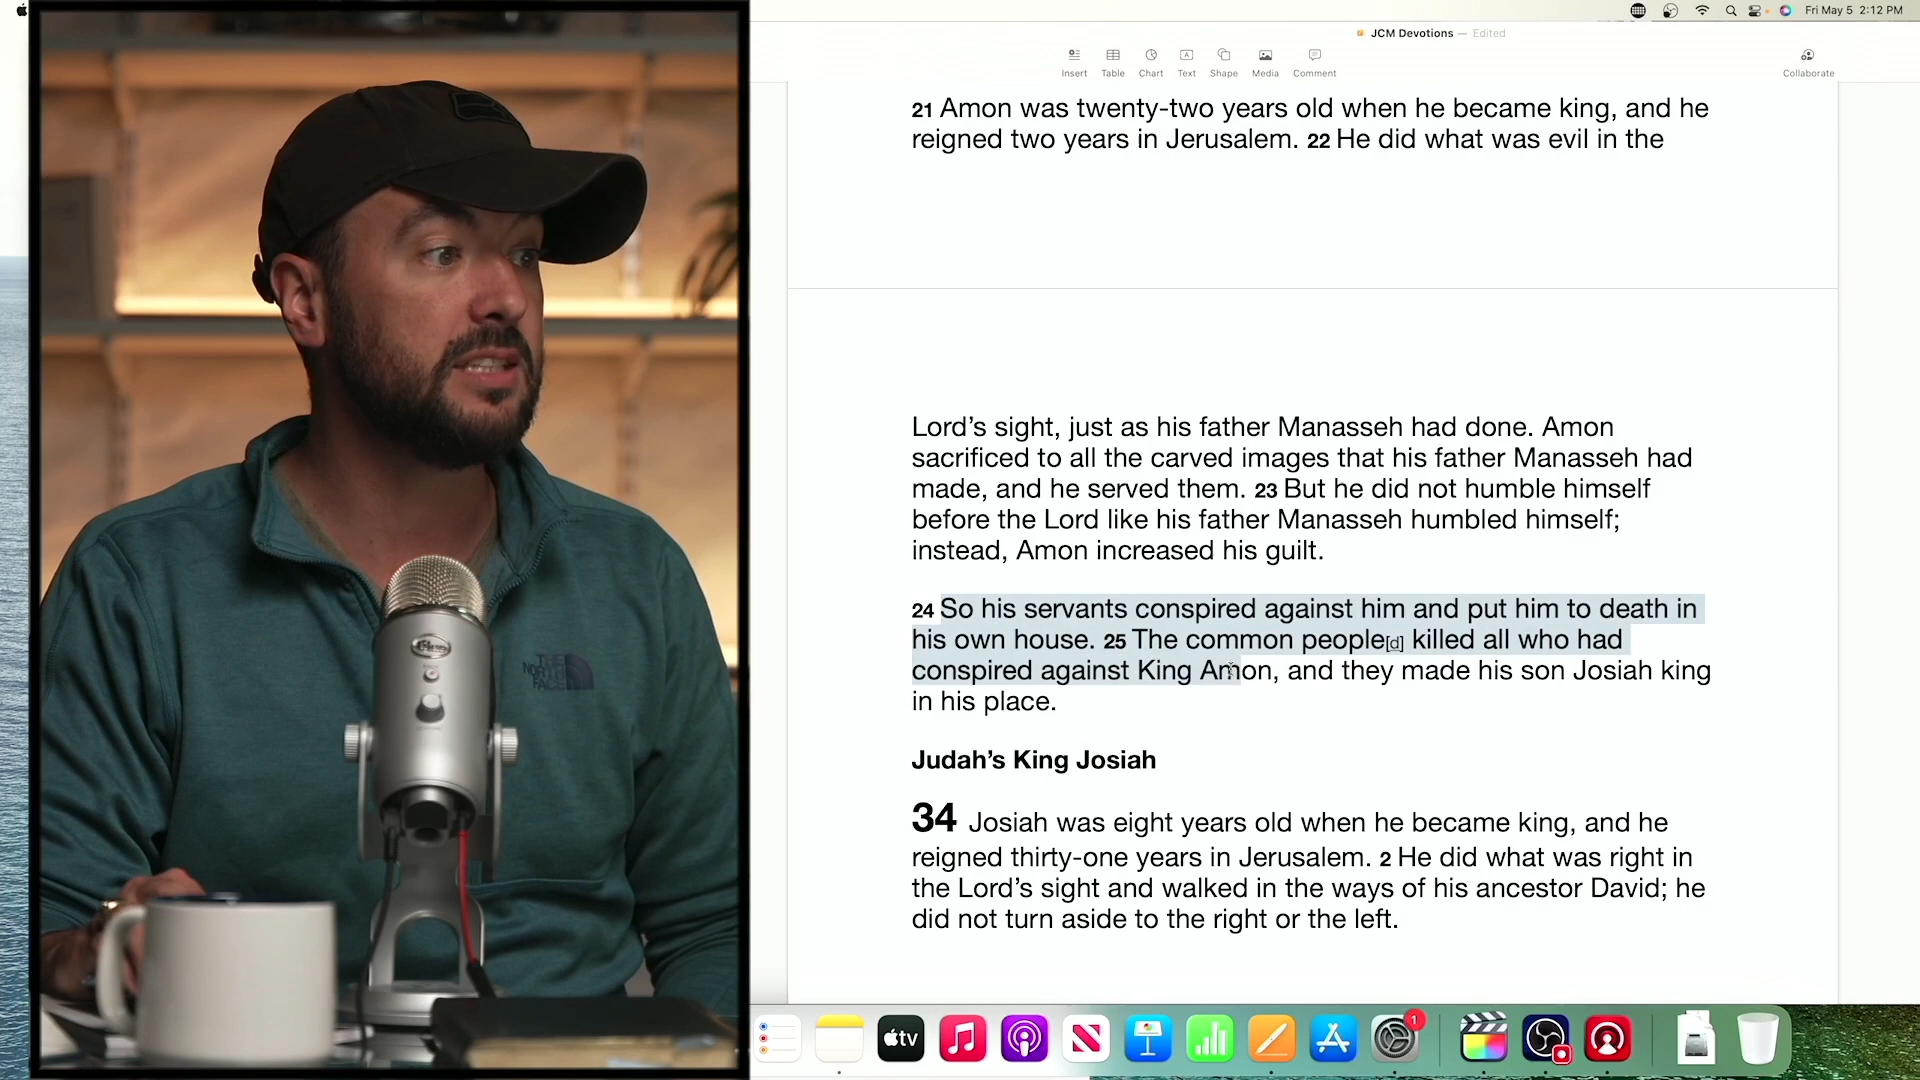 Fri May 5 2:12 PM
JCM Devotions — Edited
Insert Table Chart Text Shape Media Comment Collaborate
21 Amon was twenty-two years old when he became king, and he
reigned two years in Jerusalem. 22 He did what was evil in the
Lord’s sight, just as his father Manasseh had done. Amon
sacrificed to all the carved images that his father Manasseh had
made, and he served them. 23 But he did not humble himself
before the Lord like his father Manasseh humbled himself;
instead, Amon increased his guilt.
24 So his servants conspired against him and put him to death in
his own house. 25 The common people[d] killed all who had
conspired against King Amon, and they made his son Josiah king
in his place.
Judah’s King Josiah
34 Josiah was eight years old when he became king, and he
reigned thirty-one years in Jerusalem. 2 He did what was right in
the Lord’s sight and walked in the ways of his ancestor David; he
did not turn aside to the right or the left.
THE
NORTH
FACE
tv
1